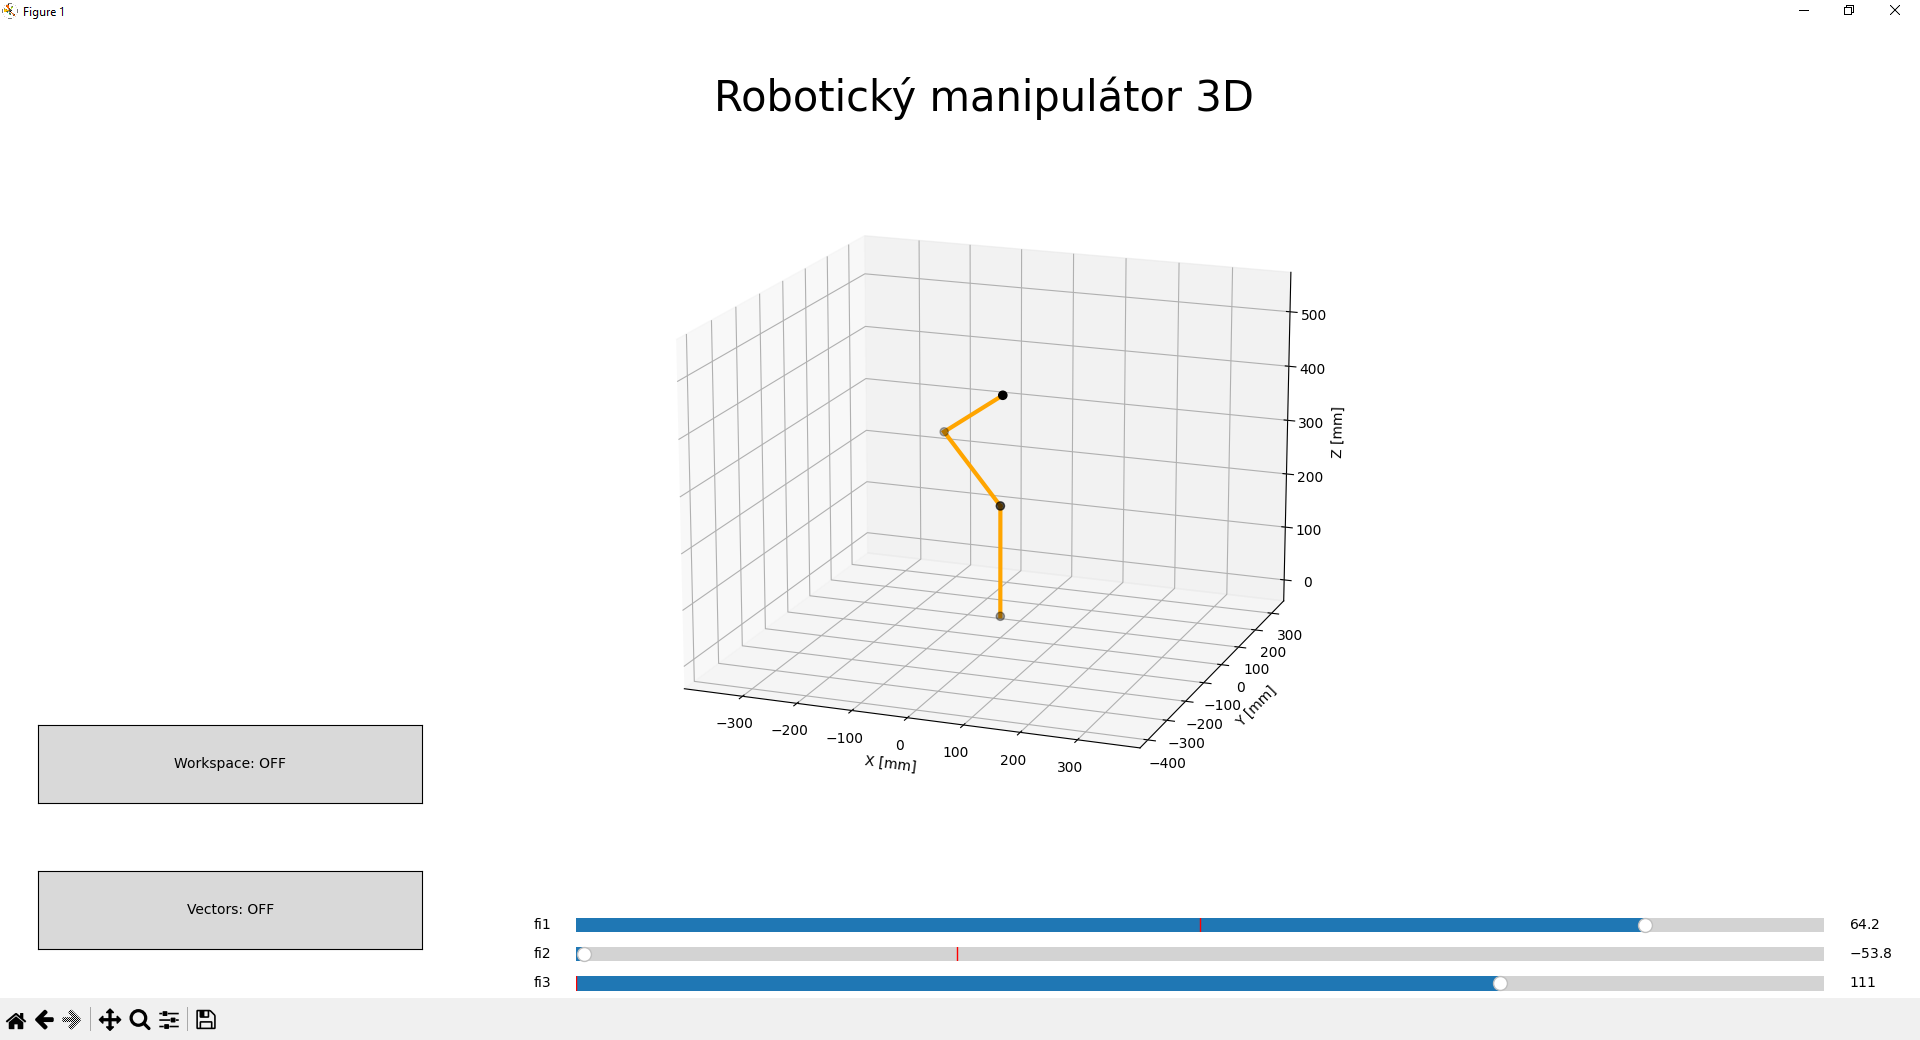 Figure 1
Robotický manipulátor 3D
500
400
300
200
100
0
Z [mm]
300
200
100
0
−100
−200
−300
−400
Y [mm]
−300
−200
−100
0
100
200
300
X [mm]
Workspace: OFF
Vectors: OFF
fi1 64.2
fi2 −53.8
fi3 111